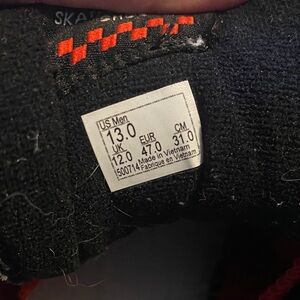 US Men
13.0
UK EUR CM
12.0 47.0 31.0
500714 Made in Vietnam
Fabriqué en Vietnam